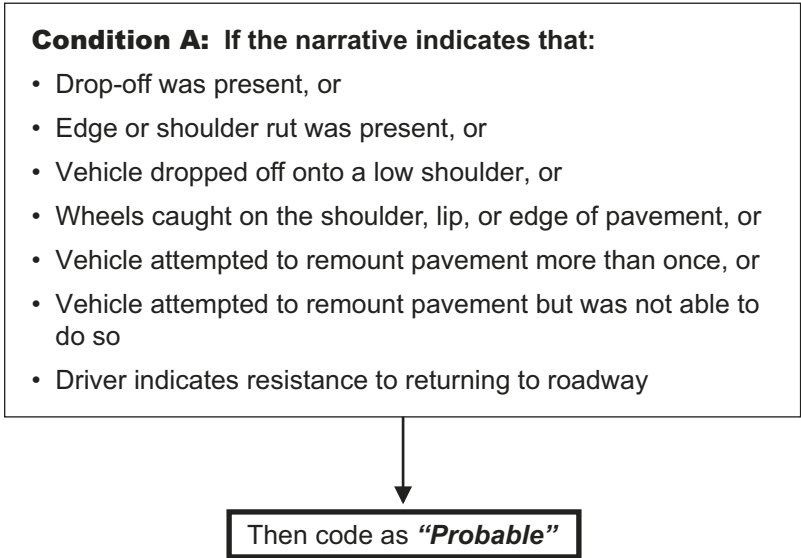 Condition A: If the narrative indicates that:
• Drop-off was present, or
• Edge or shoulder rut was present, or
• Vehicle dropped off onto a low shoulder, or
• Wheels caught on the shoulder, lip, or edge of pavement, or
• Vehicle attempted to remount pavement more than once, or
• Vehicle attempted to remount pavement but was not able to
do so
• Driver indicates resistance to returning to roadway
Then code as “Probable”